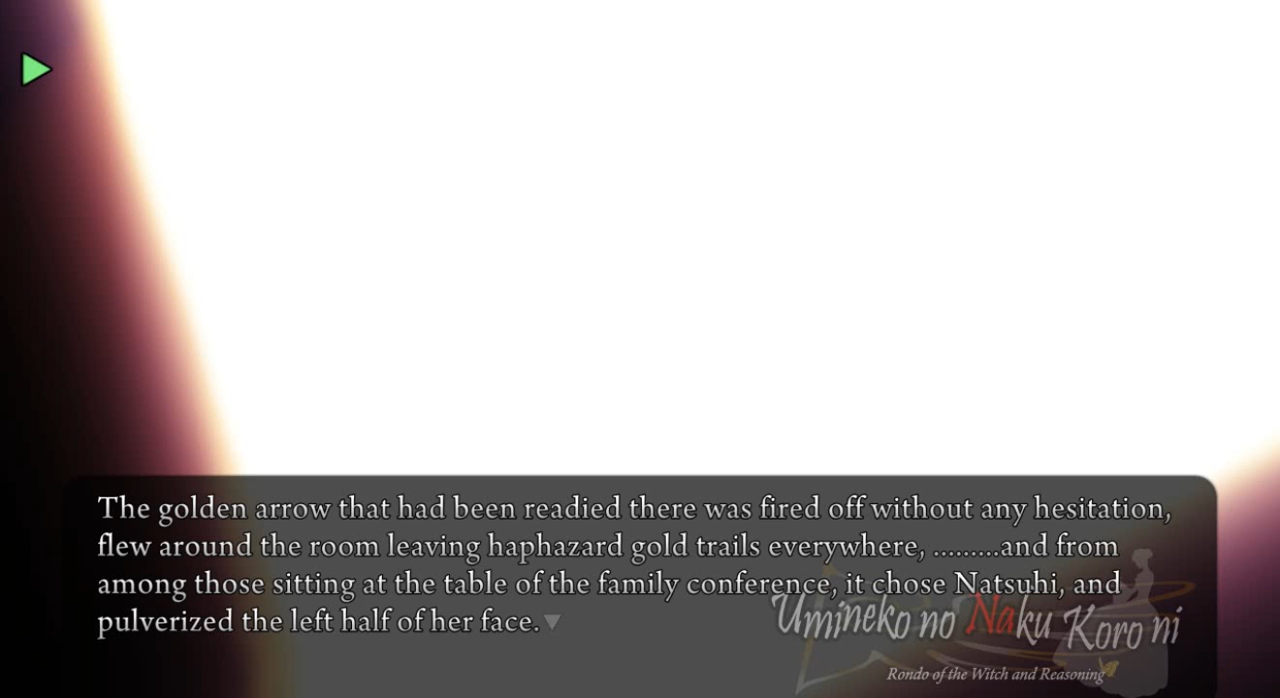 The golden arrow that had been readied there was fired off without any hesitation,
flew around the room leaving haphazard gold trails everywhere, .........and from
among those sitting at the table of the family conference, it chose Natsuhi, and
pulverized the left half of her face.
Umineko no Naku Koro ni
Rondo of the Witch and Reasoning